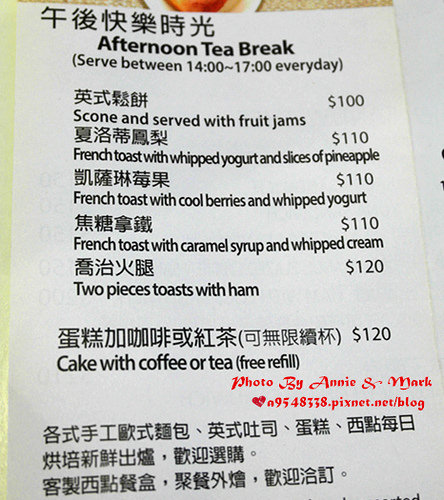 午後快樂時光
Afternoon Tea Break
(Serve between 14:00~17:00 everyday)
英式鬆餅 $100
Scone and served with fruit jams
夏洛蒂鳳梨 $110
French toast with whipped yogurt and slices of pineapple
凱薩琳莓果 $110
French toast with cool berries and whipped yogurt
焦糖拿鐵 $110
French toast with caramel syrup and whipped cream
喬治火腿 $120
Two pieces toasts with ham
蛋糕加咖啡或紅茶(可無限續杯) $120
Cake with coffee or tea (free refill)
Photo By Annie & Mark
a9548338.pixnet.net/blog
各式手工歐式麵包、英式吐司、蛋糕、西點每日
烘培新鮮出爐，歡迎選購。
客製西點餐盒，聚餐外燴，歡迎洽訂。